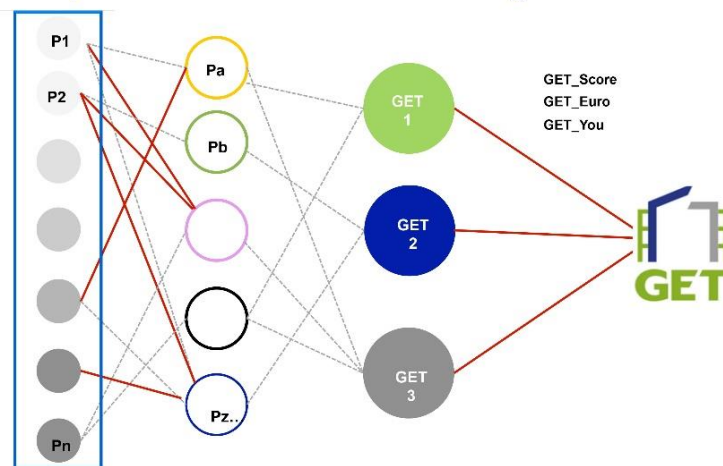 P1
P2
Pn
Pa
Pb
Pz..
GET
1
GET
2
GET
3
GET_Score
GET_Euro
GET_You
GET